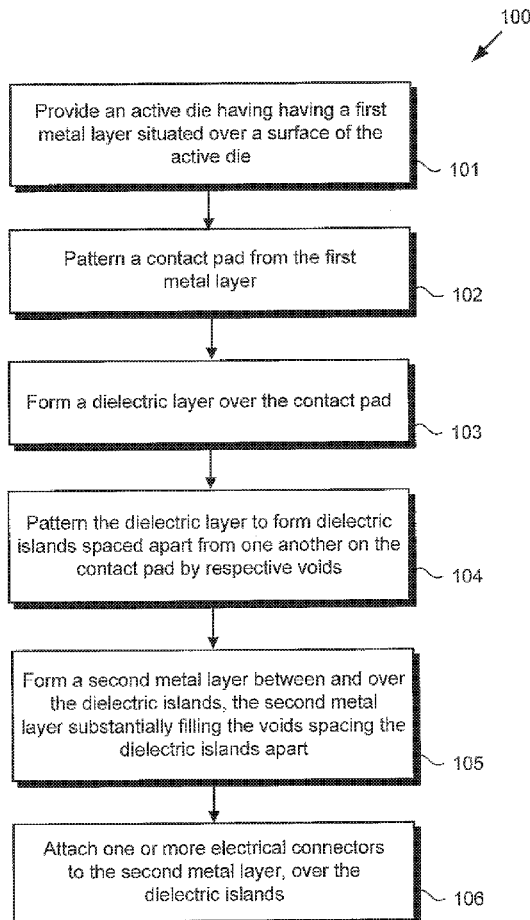 100
Provide an active die having having a first
metal layer situated over a surface of the
active die
101
Pattern a contact pad from the first
metal layer
102
Form a dielectric layer over the contact pad
103
Pattern the dielectric layer to form dielectric
islands spaced apart from one another on the
contact pad by respective voids
104
Form a second metal layer between and over
the dielectric islands, the second metal
layer substantially filling the voids spacing the
dielectric islands apart
105
Attach one or more electrical connectors
to the second metal layer, over the
dielectric islands
106